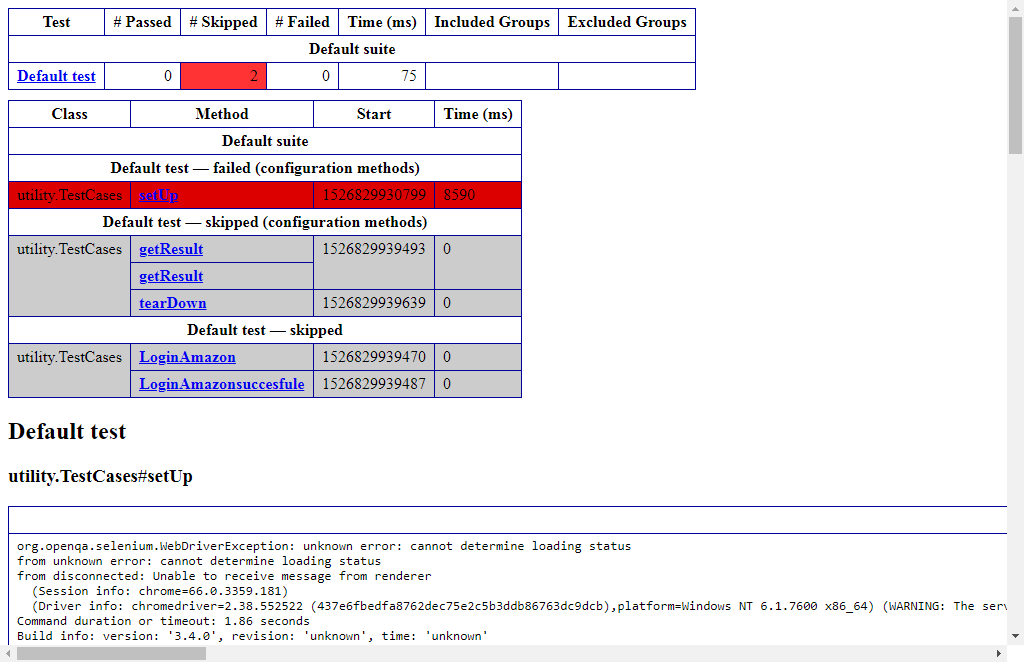 Test # Passed # Skipped # Failed Time (ms) Included Groups Excluded Groups
Default suite
Default test 0 2 0 75
Class Method Start Time (ms)
Default suite
Default test — failed (configuration methods)
utility.TestCases setUp 1526829930799 8590
Default test — skipped (configuration methods)
utility.TestCases getResult 1526829939493 0
getResult
tearDown 1526829939639 0
Default test — skipped
utility.TestCases LoginAmazon 1526829939470 0
LoginAmazonsuccesfule 1526829939487 0
Default test
utility.TestCases#setUp
org.openqa.selenium.WebDriverException: unknown error: cannot determine loading status
from unknown error: cannot determine loading status
from disconnected: Unable to receive message from renderer
(Session info: chrome=66.0.3359.181)
(Driver info: chromedriver=2.38.552522 (437e6fbedfa8762dec75e2c5b3ddb86763dc9dcb),platform=Windows NT 6.1.7600 x86_64) (WARNING: The serv
Command duration or timeout: 1.86 seconds
Build info: version: '3.4.0', revision: 'unknown', time: 'unknown'